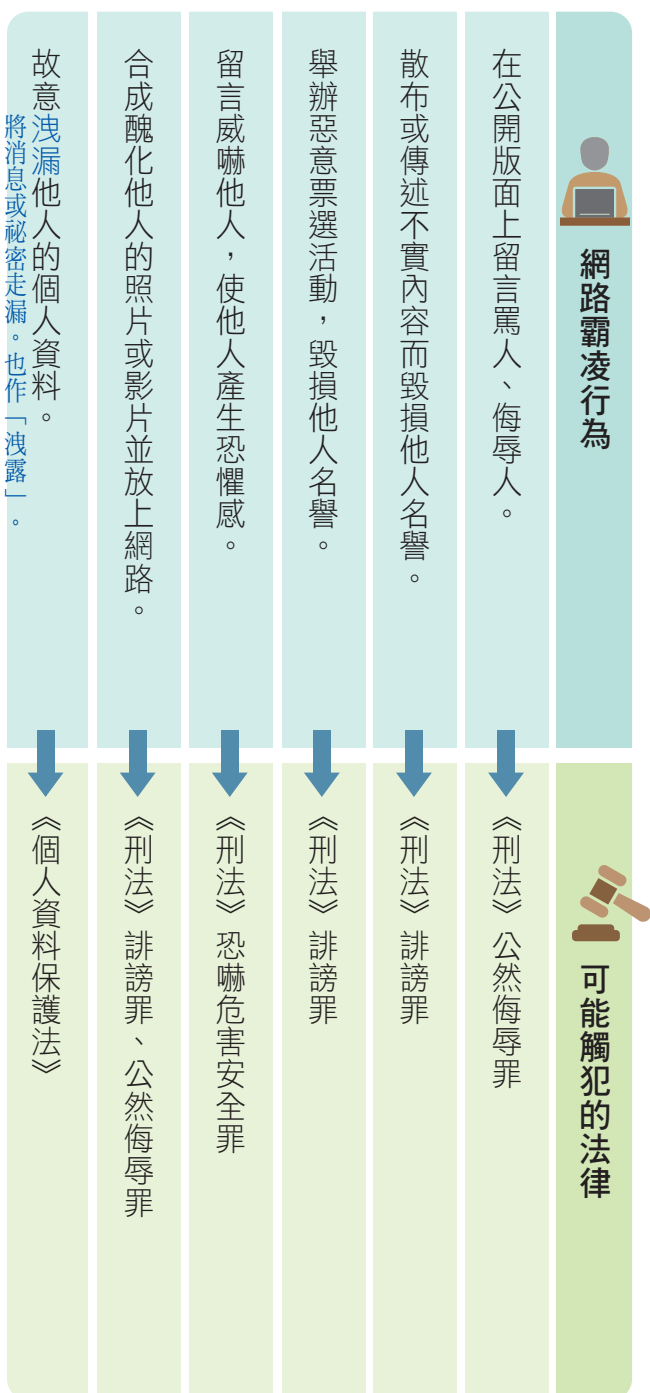 網路霸凌行為
可能觸犯的法律
在公開版面上留言罵人、侮辱人。
《刑法》公然侮辱罪
散布或傳述不實內容而毀損他人名譽。
《刑法》誹謗罪
舉辦惡意票選活動，毀損他人名譽。
《刑法》誹謗罪
留言威嚇他人，使他人產生恐懼感。
《刑法》恐嚇危害安全罪
合成醜化他人的照片或影片並放上網路。
《刑法》誹謗罪、公然侮辱罪
故意洩漏他人的個人資料。
將消息或祕密走漏。也作「洩露」。
《個人資料保護法》